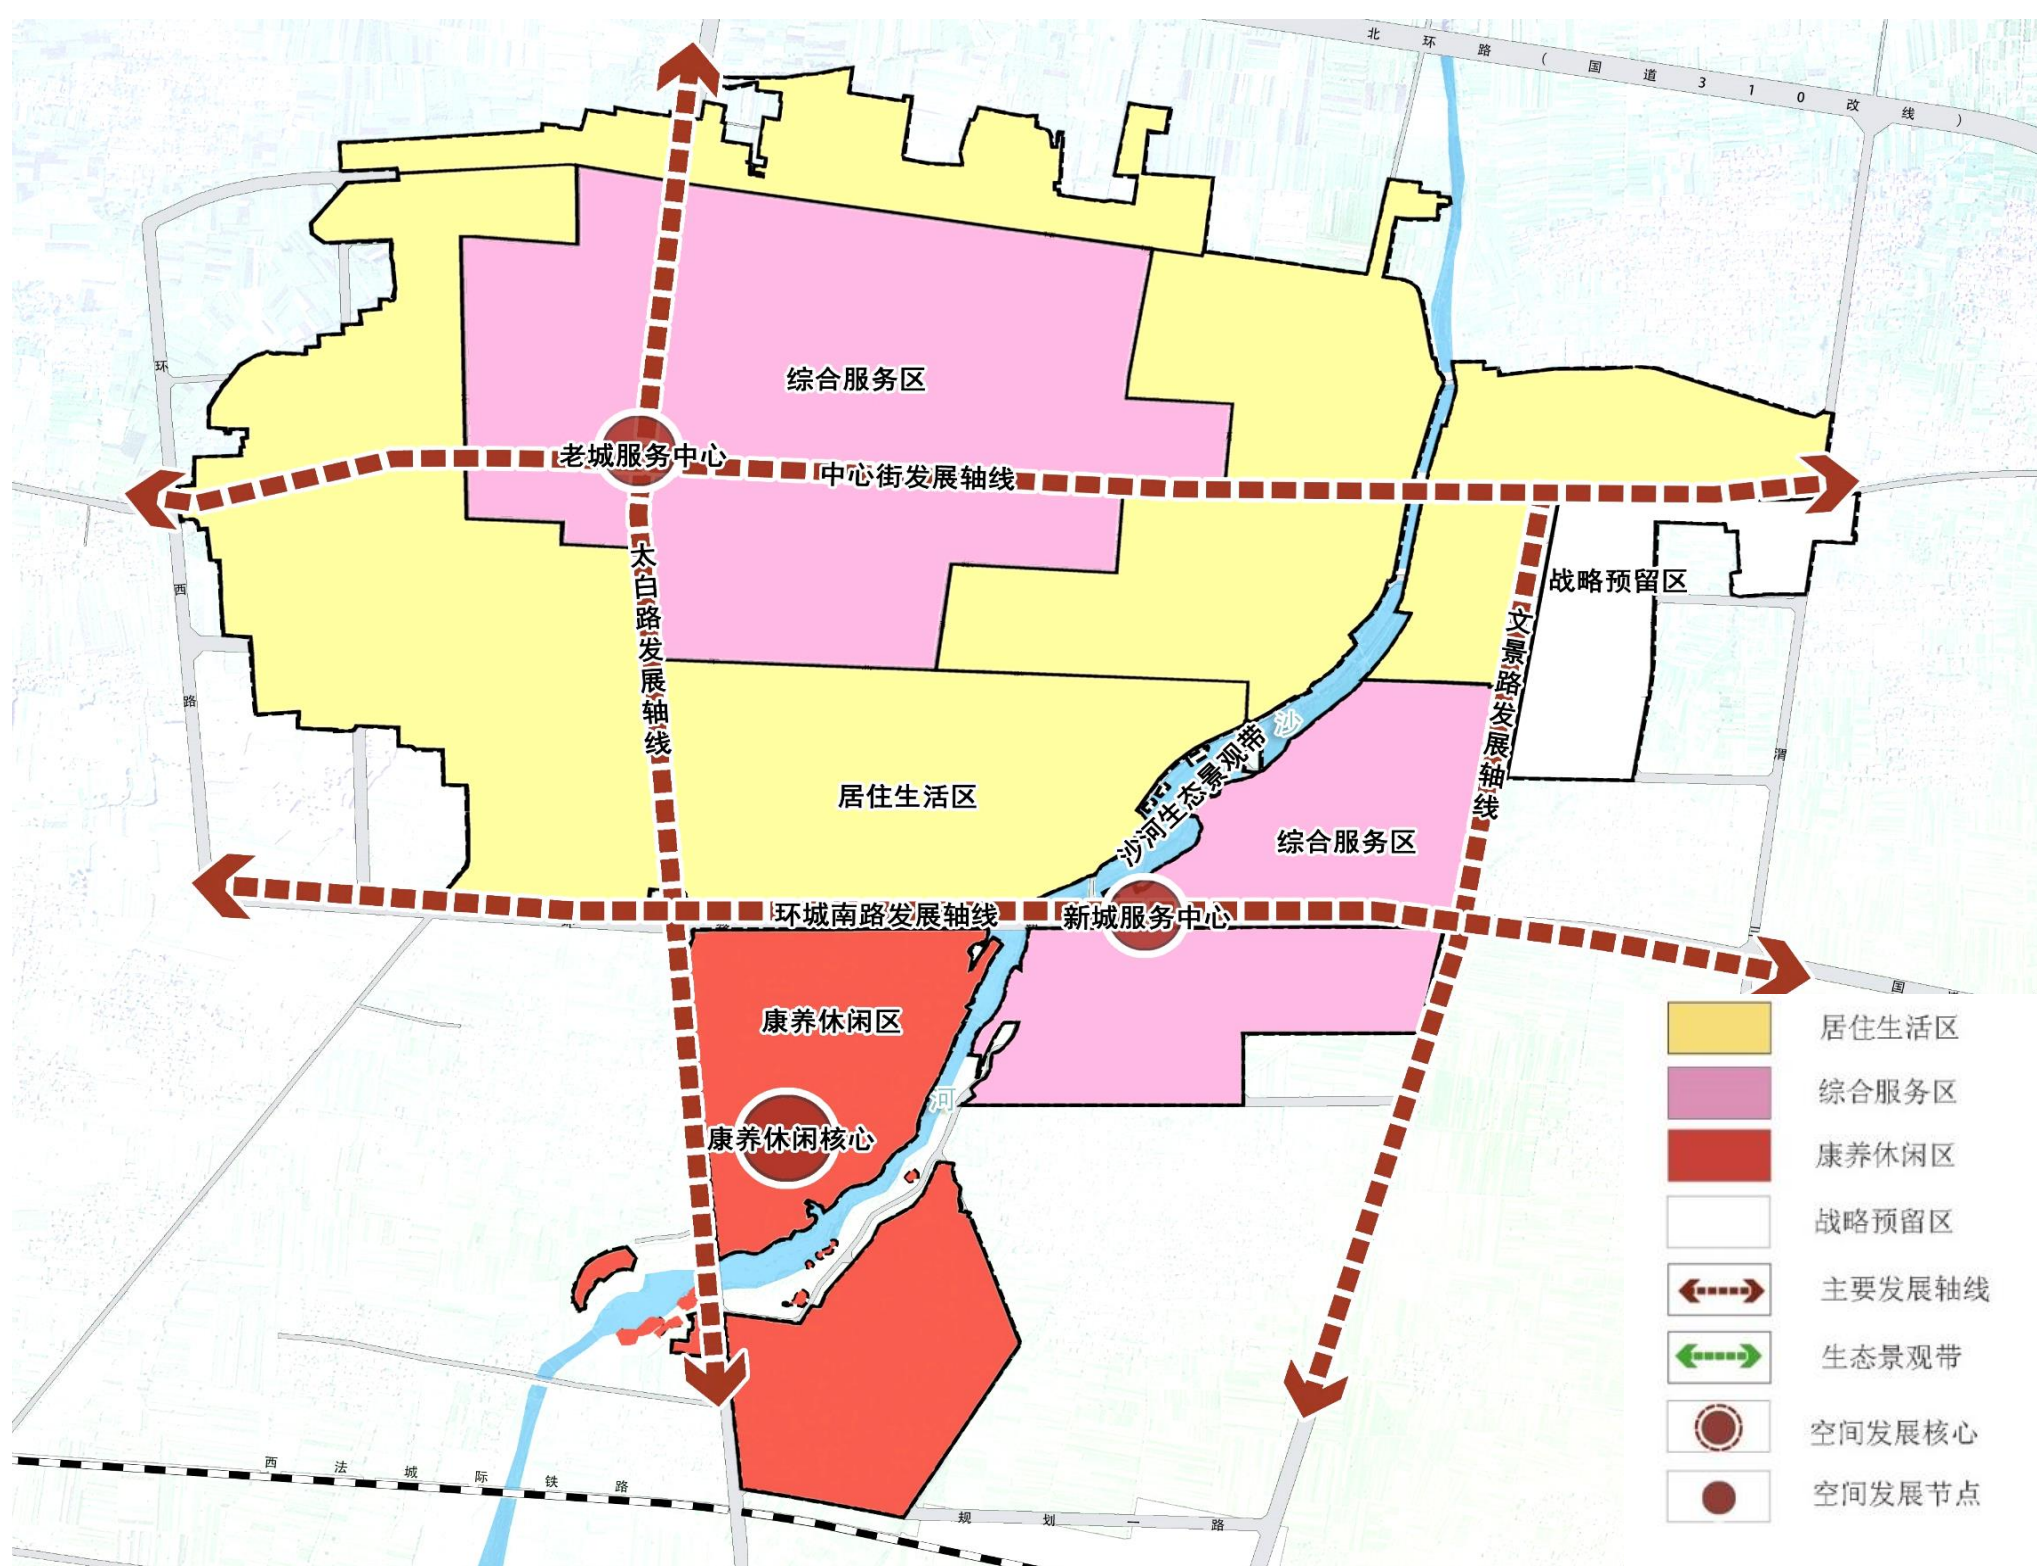 北环路（国道310改线）
环西路
综合服务区
老城服务中心
中心街发展轴线
太白路发展轴线
战略预留区
文景路发展轴线
渭
沙
沙河生态景观带
居住生活区
综合服务区
环城南路发展轴线
新城服务中心
国
康养休闲区
河
康养休闲核心
西法城际铁路
规划一路
居住生活区
综合服务区
康养休闲区
战略预留区
主要发展轴线
生态景观带
空间发展核心
空间发展节点